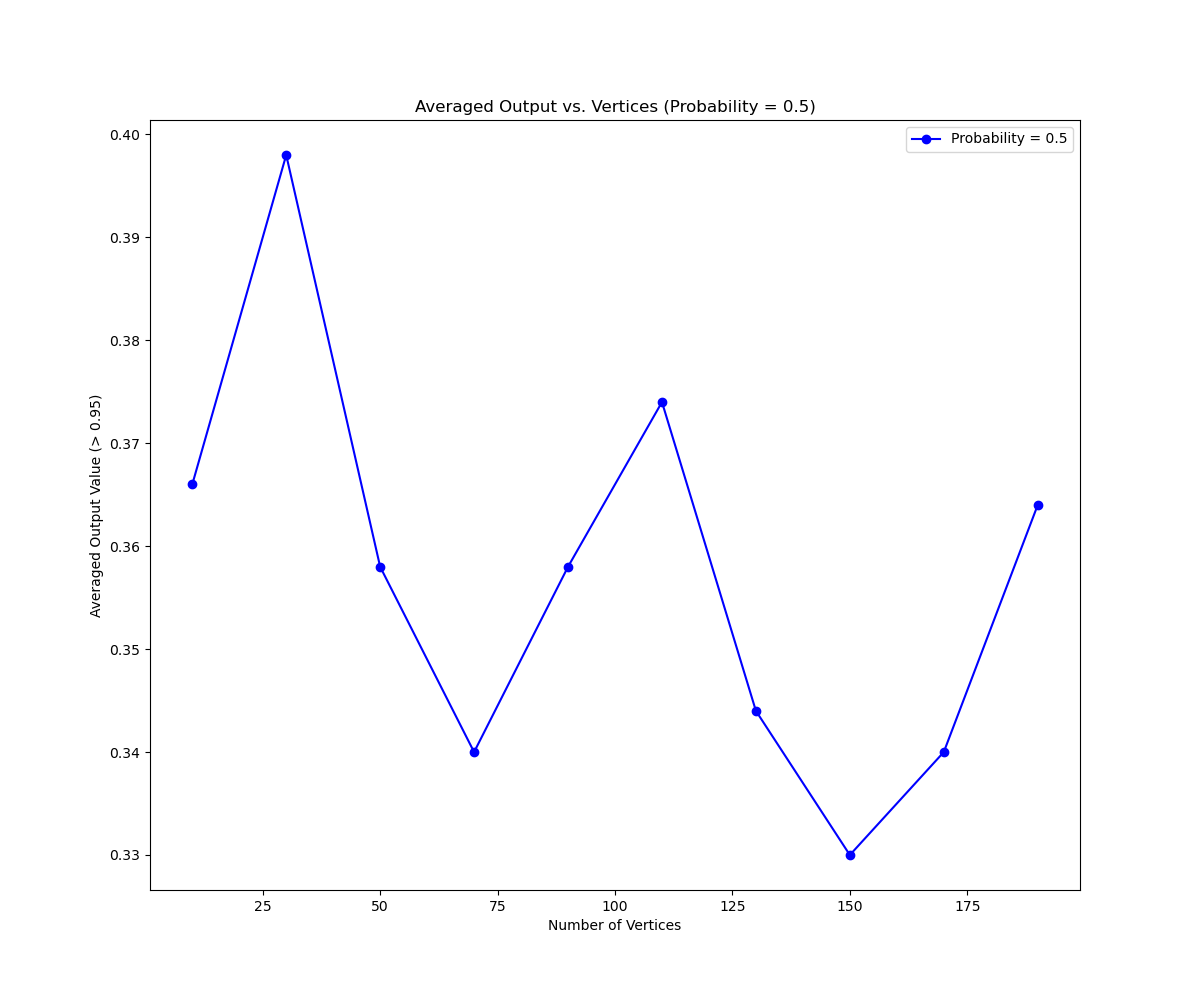 Averaged Output vs. Vertices (Probability = 0.5)
Probability = 0.5
Averaged Output Value (> 0.95)
0.40
0.39
0.38
0.37
0.36
0.35
0.34
0.33
25 50 75 100 125 150 175
Number of Vertices